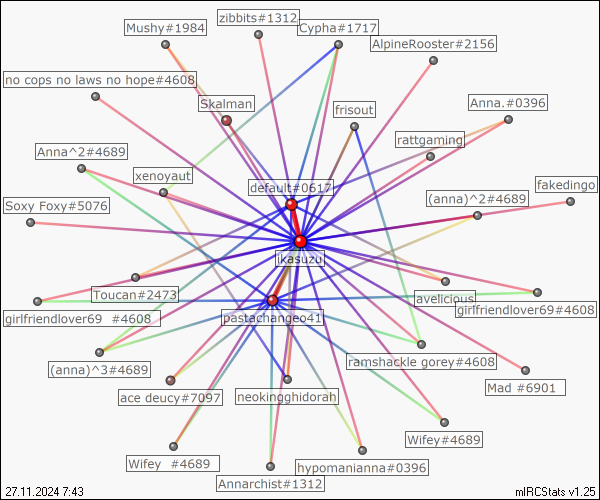 zibbits#1312
Mushy#1984
Cypha#1717
AlpineRooster#2156
no cops no laws no hope#4608
Skalman
frisout
Anna.#0396
rattgaming
Anna^2#4689
xenoyaut
default#0617
fakedingo
(anna)^2#4689
Soxy Foxy#5076
ikasuzu
Toucan#2473
avelicious
girlfriendlover69 #4608
pastachangeo41
girlfriendlover69#4608
(anna)^3#4689
ramshackle gorey#4608
ace deucy#7097
neokingghidorah
Mad #6901
Wifey #4689
Wifey#4689
hypomanianna#0396
Annarchist#1312
27.11.2024 7:43
mIRCStats v1.25